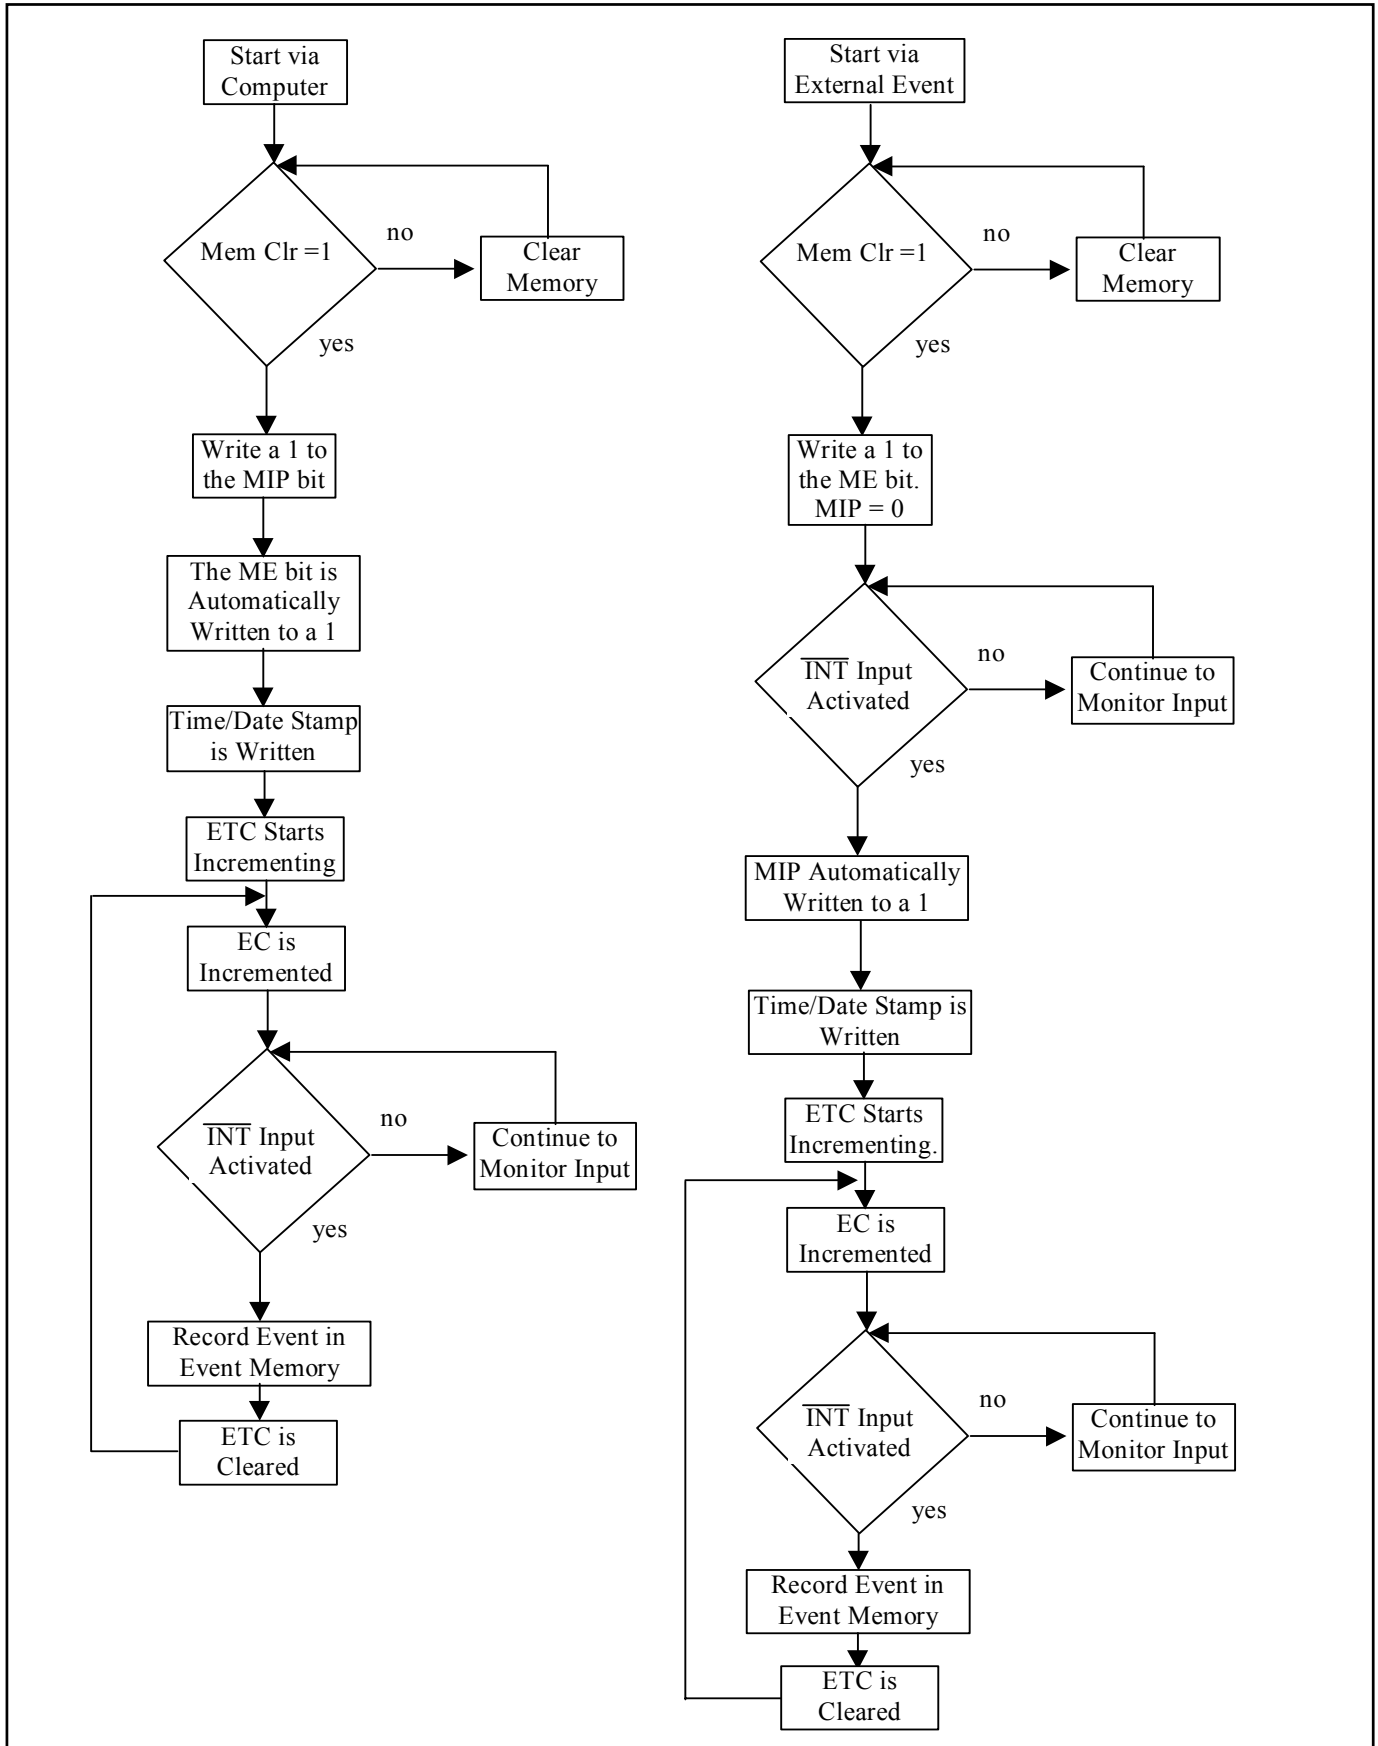 Start via
Computer
Mem Clr =1
no
Clear
Memory
yes
Write a 1 to
the MIP bit
The ME bit is
Automatically
Written to a 1
Time/Date Stamp
is Written
ETC Starts
Incrementing
EC is
Incremented
INT Input
Activated
no
Continue to
Monitor Input
yes
Record Event in
Event Memory
ETC is
Cleared
Start via
External Event
Mem Clr =1
no
Clear
Memory
yes
Write a 1 to
the ME bit.
MIP = 0
INT Input
Activated
no
Continue to
Monitor Input
yes
MIP Automatically
Written to a 1
Time/Date Stamp is
Written
ETC Starts
Incrementing.
EC is
Incremented
INT Input
Activated
no
Continue to
Monitor Input
yes
Record Event in
Event Memory
ETC is
Cleared